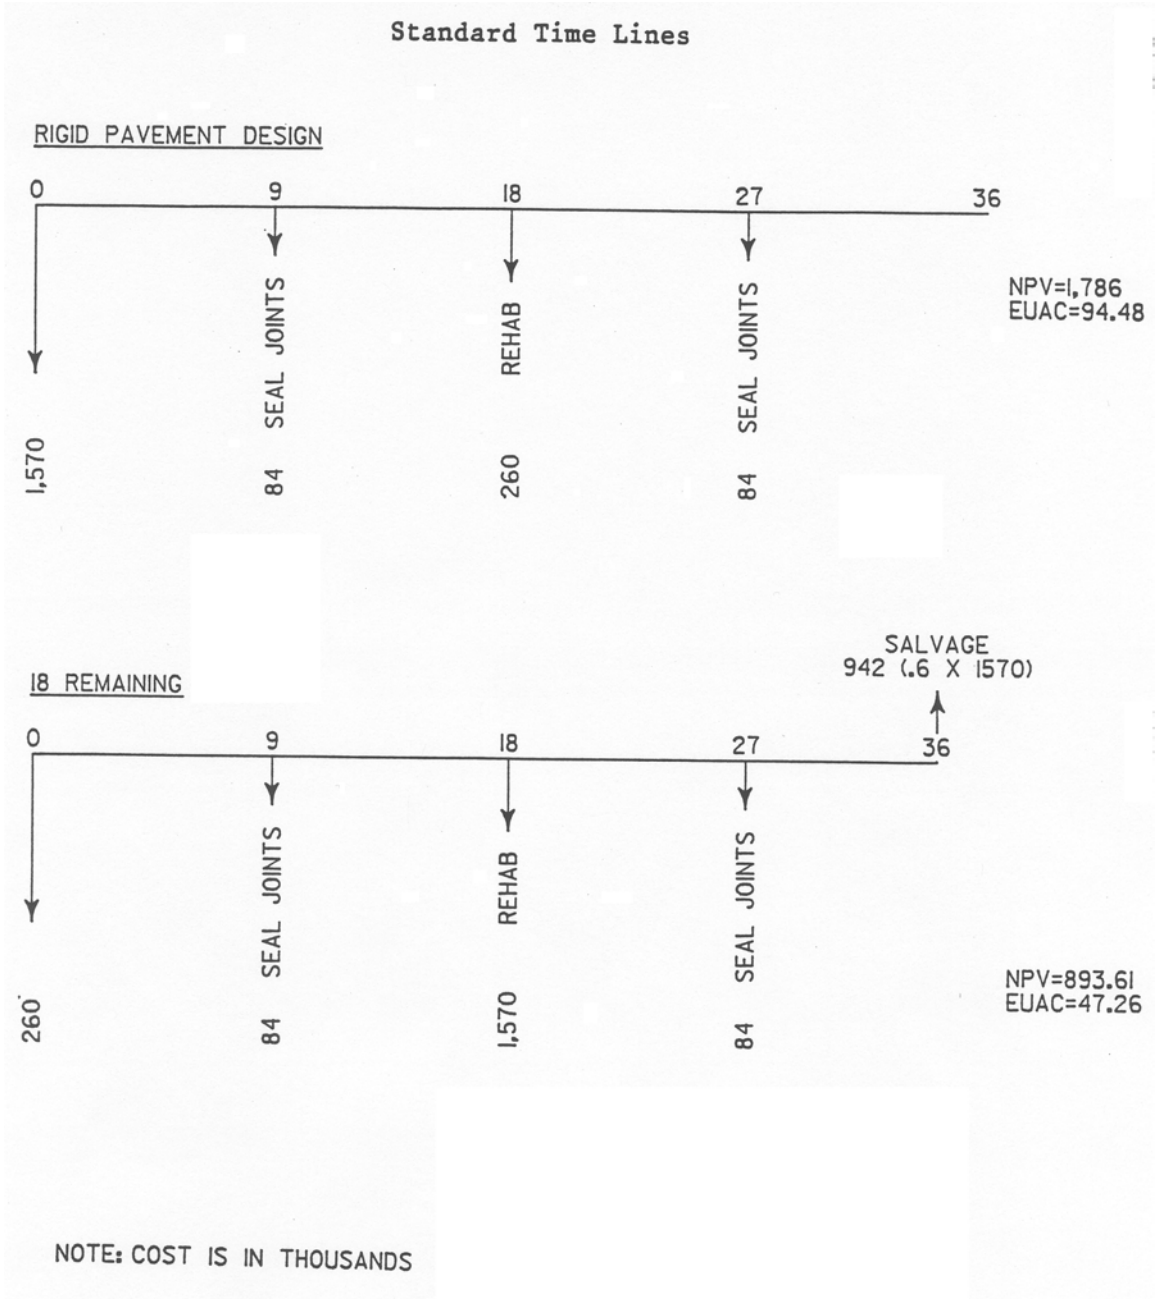 Standard Time Lines
RIGID PAVEMENT DESIGN
0 9 18 27 36
1,570
84 SEAL JOINTS
260 REHAB
84 SEAL JOINTS
NPV=1,786
EUAC=94.48
18 REMAINING
SALVAGE
942 (.6 X 1570)
0 9 18 27 36
260
84 SEAL JOINTS
1,570 REHAB
84 SEAL JOINTS
NPV=893.61
EUAC=47.26
NOTE: COST IS IN THOUSANDS